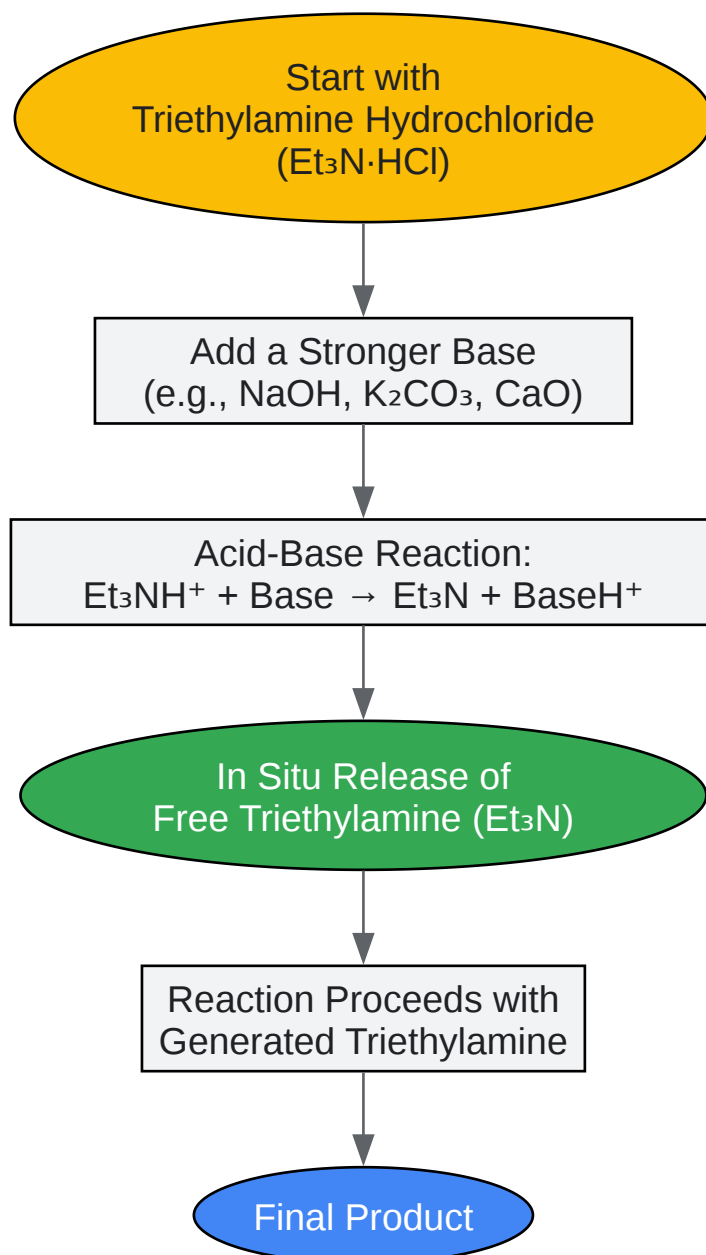 Start with
Triethylamine Hydrochloride
(Et₃N·HCl)
Add a Stronger Base
(e.g., NaOH, K₂CO₃, CaO)
Acid-Base Reaction:
Et₃NH⁺ + Base → Et₃N + BaseH⁺
In Situ Release of
Free Triethylamine (Et₃N)
Reaction Proceeds with
Generated Triethylamine
Final Product